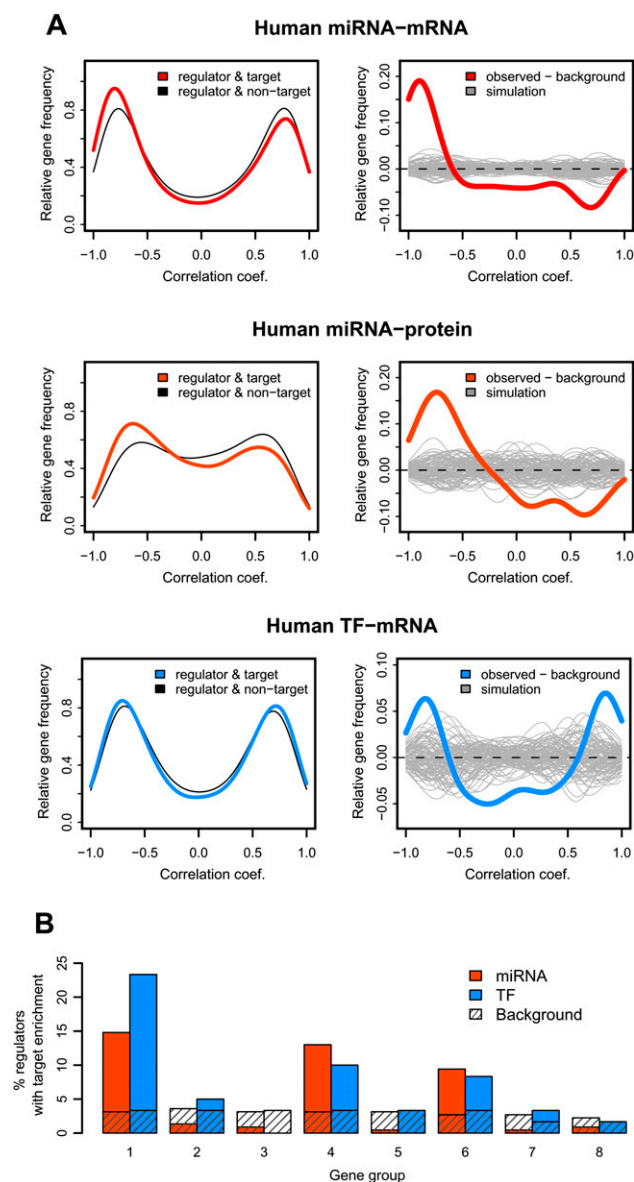 A
Human miRNA−mRNA
regulator & target
regulator & non−target
observed − background
simulation
Relative gene frequency
0.0 0.4 0.8
−1.0 −0.5 0.0 0.5 1.0
Correlation coef.
Relative gene frequency
−0.10 0.00 0.10 0.20
−1.0 −0.5 0.0 0.5 1.0
Correlation coef.
Human miRNA−protein
regulator & target
regulator & non−target
observed − background
simulation
Relative gene frequency
0.0 0.4 0.8
−1.0 −0.5 0.0 0.5 1.0
Correlation coef.
Relative gene frequency
−0.10 0.00 0.10 0.20
−1.0 −0.5 0.0 0.5 1.0
Correlation coef.
Human TF−mRNA
regulator & target
regulator & non−target
observed − background
simulation
Relative gene frequency
0.0 0.4 0.8
−1.0 −0.5 0.0 0.5 1.0
Correlation coef.
Relative gene frequency
−0.05 0.00 0.05 0.10
−1.0 −0.5 0.0 0.5 1.0
Correlation coef.
B
% regulators
with target enrichment
0 5 10 15 20 25
miRNA
TF
Background
1 2 3 4 5 6 7 8
Gene group